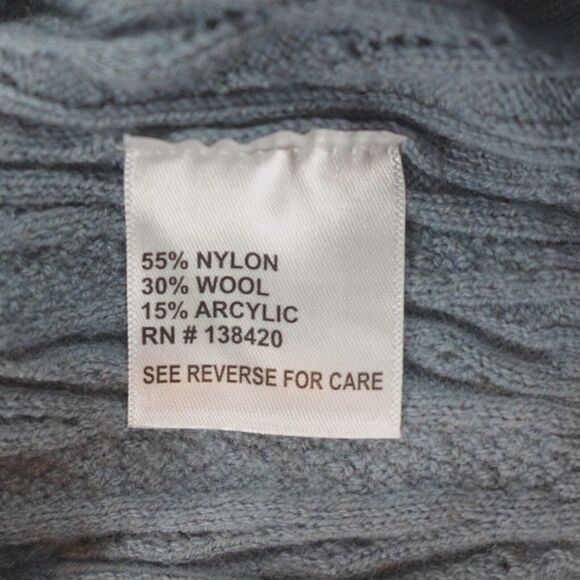 55% NYLON
30% WOOL
15% ARCYLIC
RN # 138420
SEE REVERSE FOR CARE